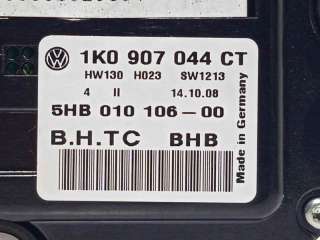 1K0 907 044 CT
HW130 H023 SW1213
4 II 14.10.08
5HB 010 106-00
B.H.TC BHB
Made in Germany